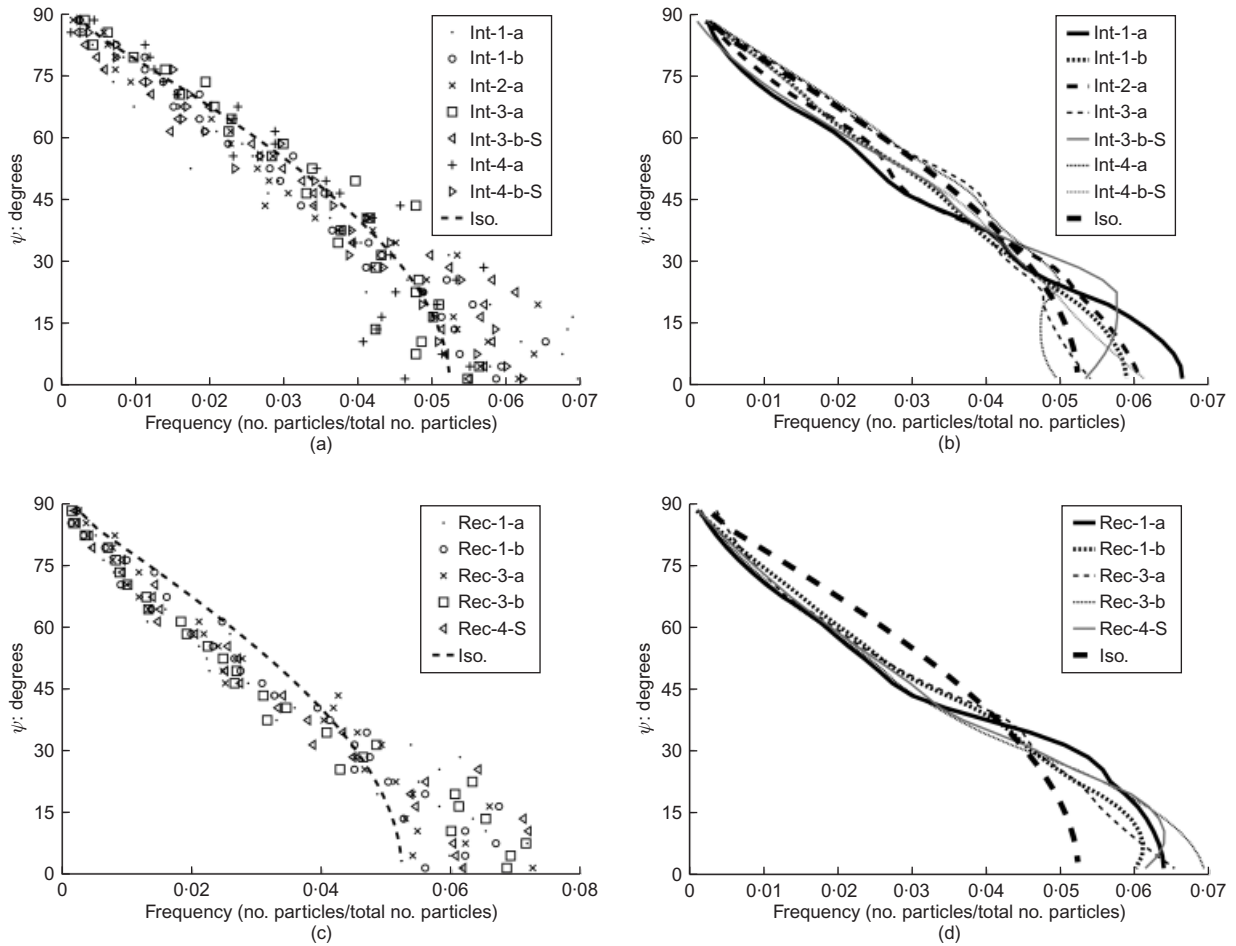 90
75
60
45
30
15
0
ψ: degrees
0 0·01 0·02 0·03 0·04 0·05 0·06 0·07
Frequency (no. particles/total no. particles)
(a)
Int-1-a
Int-1-b
Int-2-a
Int-3-a
Int-3-b-S
Int-4-a
Int-4-b-S
Iso.
90
75
60
45
30
15
0
ψ: degrees
0 0·01 0·02 0·03 0·04 0·05 0·06 0·07
Frequency (no. particles/total no. particles)
(b)
Int-1-a
Int-1-b
Int-2-a
Int-3-a
Int-3-b-S
Int-4-a
Int-4-b-S
Iso.
90
75
60
45
30
15
0
ψ: degrees
0 0·02 0·04 0·06 0·08
Frequency (no. particles/total no. particles)
(c)
Rec-1-a
Rec-1-b
Rec-3-a
Rec-3-b
Rec-4-S
Iso.
90
75
60
45
30
15
0
ψ: degrees
0 0·01 0·02 0·03 0·04 0·05 0·06 0·07
Frequency (no. particles/total no. particles)
(d)
Rec-1-a
Rec-1-b
Rec-3-a
Rec-3-b
Rec-4-S
Iso.